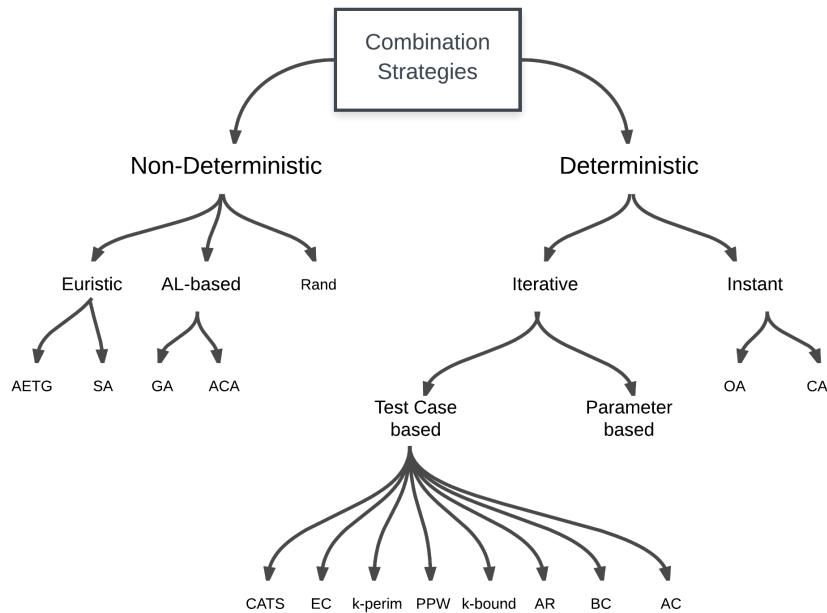 Combination
Strategies
Non-Deterministic
Deterministic
Euristic
AL-based
Rand
Iterative
Instant
AETG
SA
GA
ACA
OA
CA
Test Case
based
Parameter
based
CATS
EC
k-perim
PPW
k-bound
AR
BC
AC